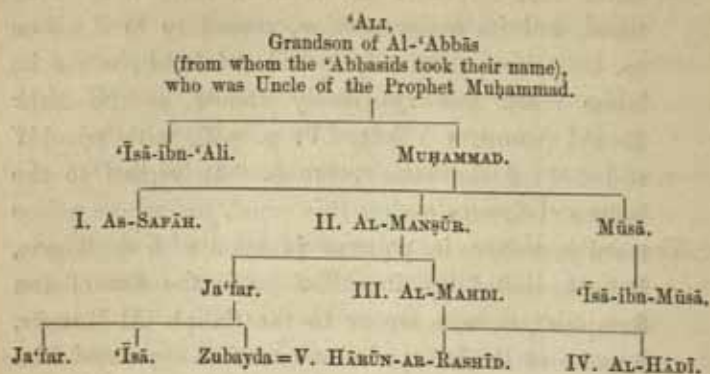 ‘ALI,
Grandson of Al-‘Abbās
(from whom the ‘Abbasids took their name),
who was Uncle of the Prophet Muḥammad.
‘Īsā-ibn-‘Ali. MUḤAMMAD.
I. AS-SAFĀH. II. AL-MANṢŪR. Mūsā.
Ja‘far. III. AL-MAHDI. ‘Īsā-ibn-Mūsā.
Ja‘far. ‘Īsā. Zubayda=V. HĀRŪN-AR-RASHĪD. IV. AL-HĀDĪ.